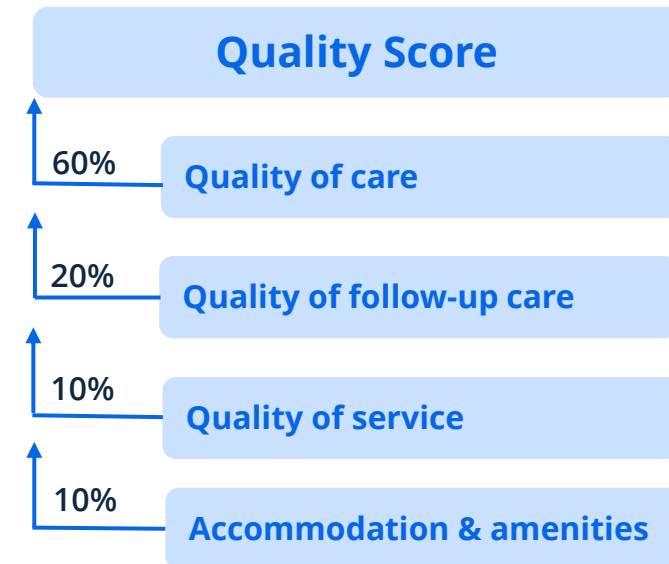 Quality Score
60%
Quality of care
20%
Quality of follow-up care
10%
Quality of service
10%
Accommodation & amenities